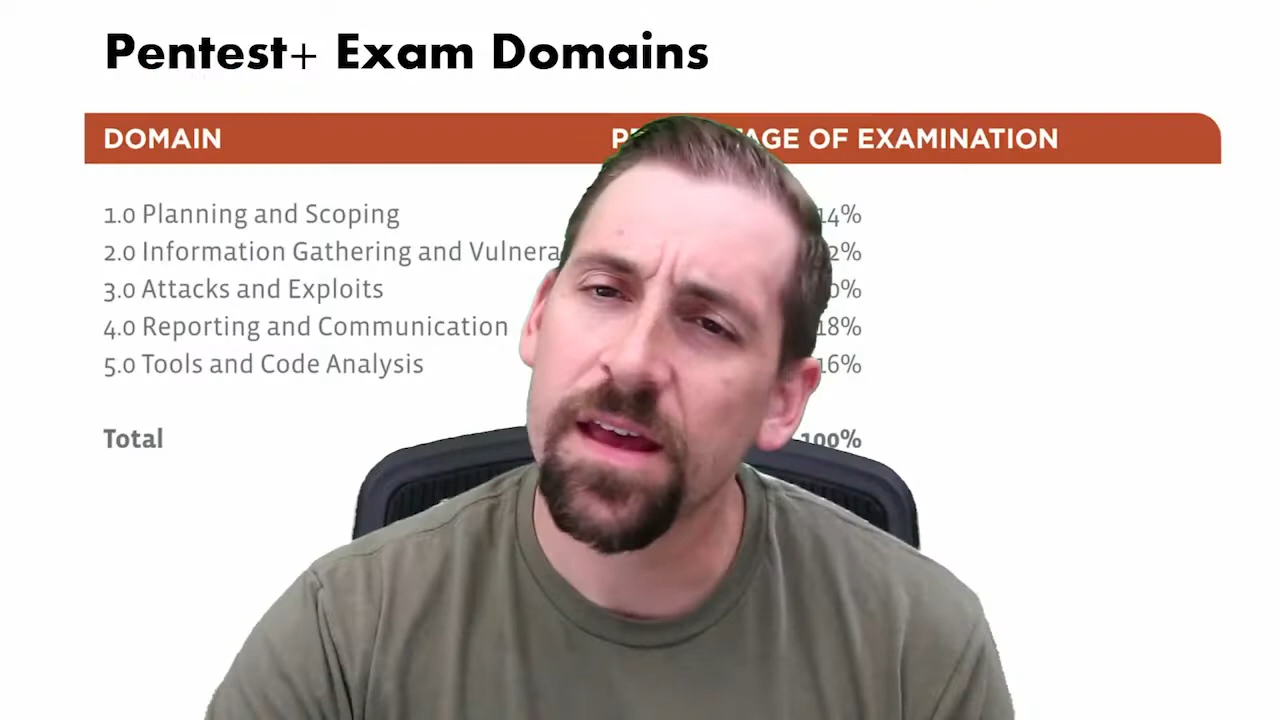 Pentest+ Exam Domains
DOMAIN OF EXAMINATION
1.0 Planning and Scoping 14%
2.0 Information Gathering and
3.0 Attacks and Exploits
4.0 Reporting and Communication 18%
5.0 Tools and Code Analysis 16%
Total 100%